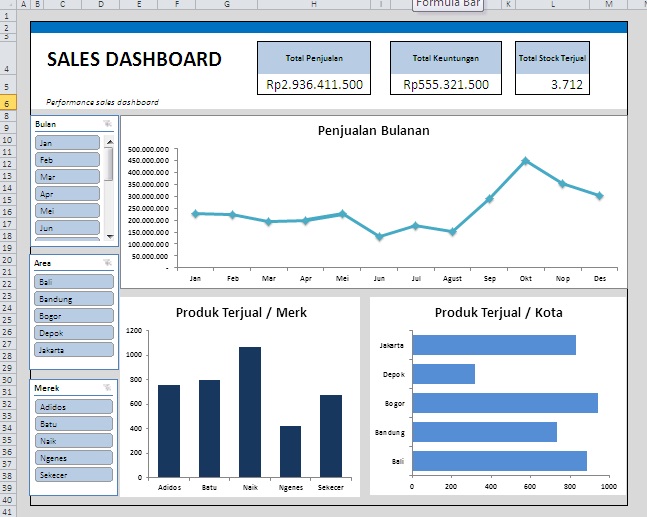 Formula Bar
A B C D E F G H I J K L M
1
2
3
4
5
6
8
9
10
11
12
13
14
15
16
17
18
19
20
21
22
23
24
25
26
27
28
29
30
31
32
33
34
35
36
37
38
39
40
41
SALES DASHBOARD
Performance sales dashboard
Total Penjualan
Rp2.936.411.500
Total Keuntungan
Rp555.321.500
Total Stock Terjual
3.712
Bulan
Jan
Feb
Mar
Apr
Mei
Jun
Area
Bali
Bandung
Bogor
Depok
Jakarta
Merek
Adidos
Batu
Naik
Ngenes
Sekecer
Penjualan Bulanan
500.000.000
450.000.000
400.000.000
350.000.000
300.000.000
250.000.000
200.000.000
150.000.000
100.000.000
50.000.000
-
Jan Feb Mar Apr Mei Jun Jul Agust Sep Okt Nop Des
Produk Terjual / Merk
1200
1000
800
600
400
200
0
Adidos Batu Naik Ngenes Sekecer
Produk Terjual / Kota
Jakarta
Depok
Bogor
Bandung
Bali
0 200 400 600 800 1000